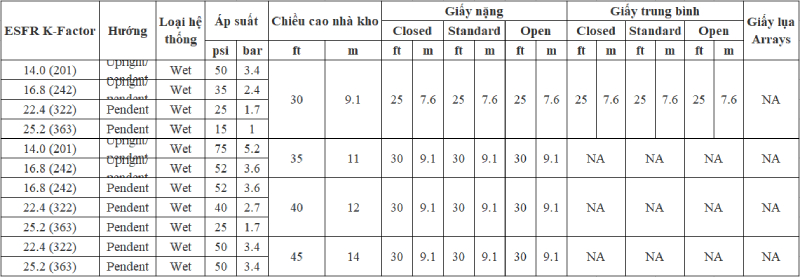 ESFR K-Factor Hướng Loại hệ thống Áp suất Chiều cao nhà kho Giấy nặng Giấy trung bình Giấy lụa Arrays
Closed Standard Open Closed Standard Open
psi bar ft m ft m ft m ft m ft m ft m ft m
14.0 (201) Upright/ Wet 50 3.4 30 9.1 25 7.6 25 7.6 25 7.6 25 7.6 25 7.6 25 7.6 NA
16.8 (242) Upright/ pendent Wet 35 2.4
22.4 (322) Pendent Wet 25 1.7
25.2 (363) Pendent Wet 15 1
14.0 (201) Upright/ pendent Wet 75 5.2 35 11 30 9.1 30 9.1 30 9.1 NA NA NA NA
16.8 (242) Upright/ pendent Wet 52 3.6
16.8 (242) Pendent Wet 52 3.6 40 12 30 9.1 30 9.1 30 9.1 NA NA NA NA
22.4 (322) Pendent Wet 40 2.7
25.2 (363) Pendent Wet 25 1.7
22.4 (322) Pendent Wet 50 3.4 45 14 30 9.1 30 9.1 30 9.1 NA NA NA NA
25.2 (363) Pendent Wet 50 3.4